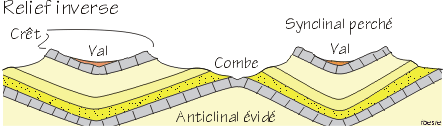 Relief inverse
Synclinal perché
Crêt
Val
Val
Combe
Anticlinal évidé